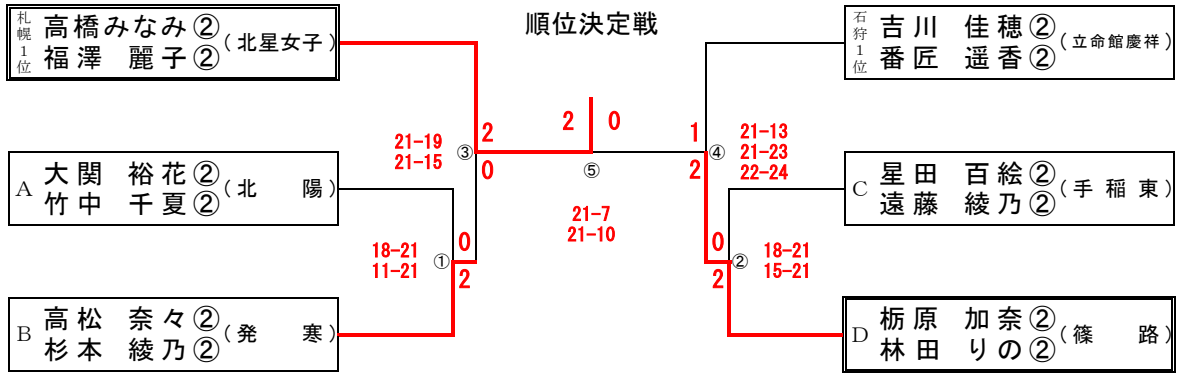 順位決定戦
札幌1位
高橋みなみ②
福澤 麗子②
(北星女子)
A
大関 裕花②
竹中 千夏②
(北 陽)
B
高松 奈々②
杉本 綾乃②
(発 寒)
石狩1位
吉川 佳穂②
番匠 遥香②
(立命館慶祥)
C
星田 百絵②
遠藤 綾乃②
(手稲東)
D
栃原 加奈②
林田 りの②
(篠 路)
21-19
21-15
③
2
0
18-21
11-21
①
0
2
2
0
⑤
21-7
21-10
1
2
④
21-13
21-23
22-24
0
2
②
18-21
15-21